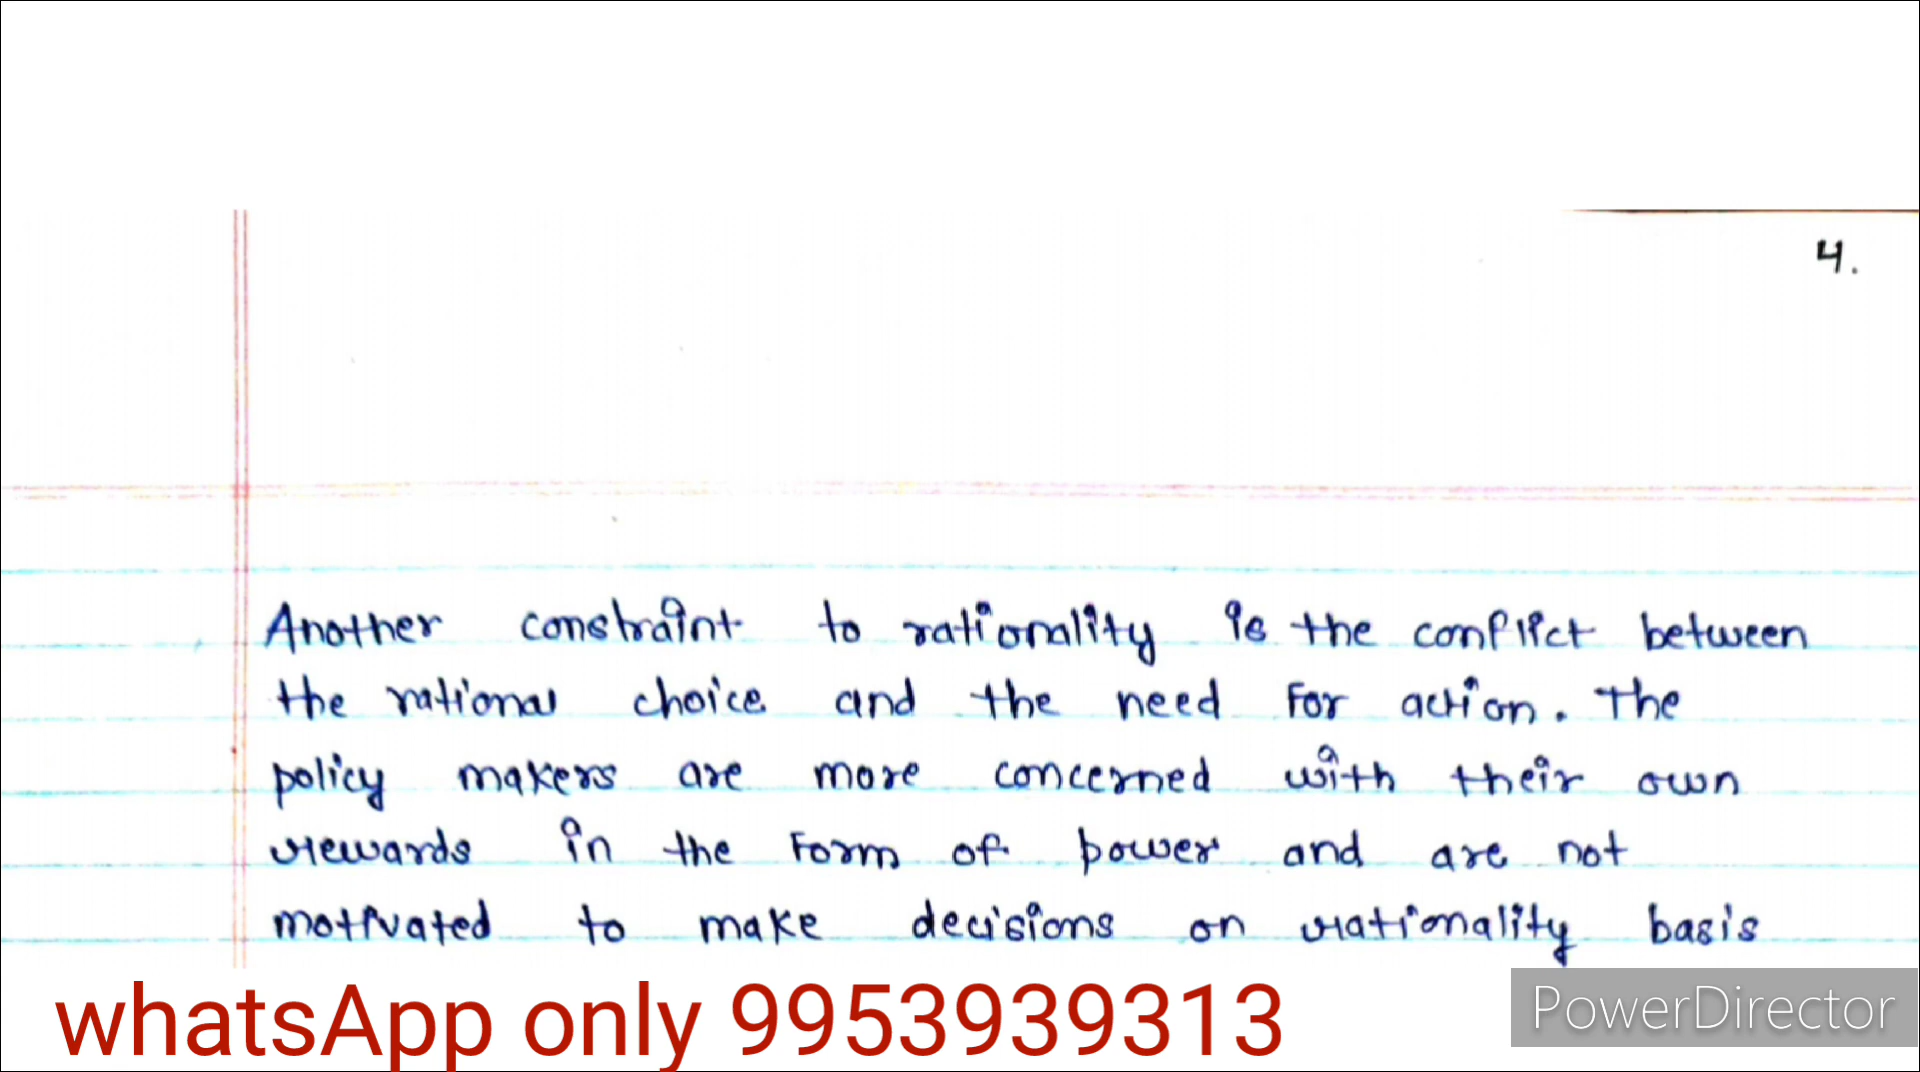 4.
Another constraint to rationality is the conflict between
the rational choice and the need For action. The
policy makers are more concerned with their own
rewards in the Form of power and are not
motivated to make decisions on rationality basis
whatsApp only 9953939313
PowerDirector